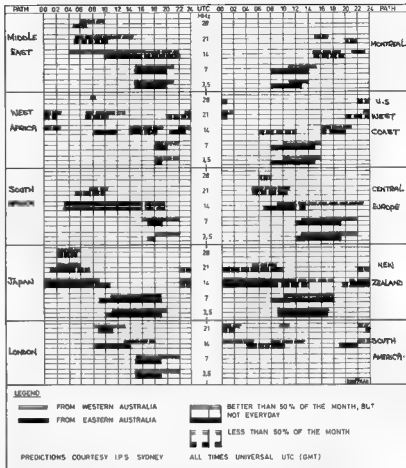 PATH 00 02 04 06 08 10 12 14 16 18 20 22 24 UTC 00 02 04 06 08 10 12 14 16 18 20 22 24 PATH
MHz
MIDDLE EAST 28 21 14 7 3,5 MONTREAL
WEST AFRICA 28 21 14 7 3,5 U.S WEST COAST
SOUTH 28 21 14 7 3,5 CENTRAL EUROPE
JAPAN 28 21 14 7 3,5 NEW ZEALAND
LONDON 21 14 7 3,5 SOUTH AMERICA
LEGEND
FROM WESTERN AUSTRALIA
FROM EASTERN AUSTRALIA
BETTER THAN 50% OF THE MONTH, BUT
NOT EVERYDAY
LESS THAN 50% OF THE MONTH
PREDICTIONS COURTESY I.P.S SYDNEY ALL TIMES UNIVERSAL UTC (GMT)